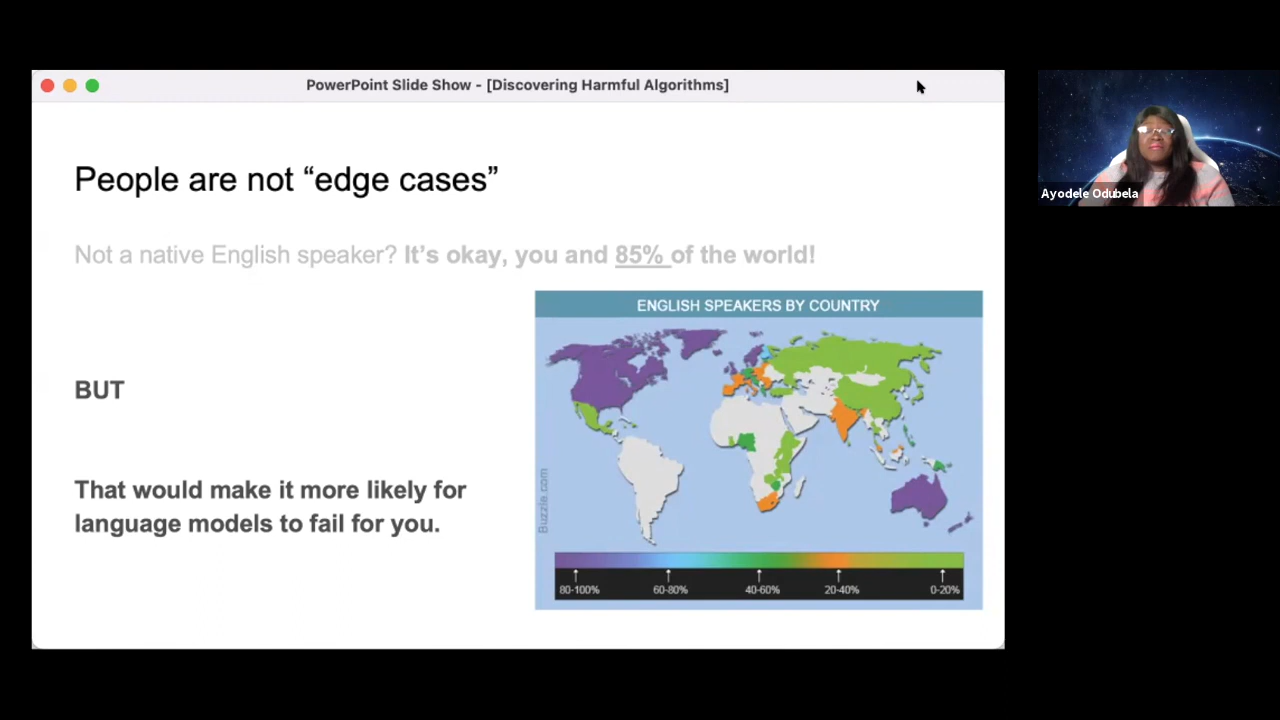 PowerPoint Slide Show - [Discovering Harmful Algorithms]
People are not “edge cases”
Not a native English speaker? It’s okay, you and 85% of the world!
BUT
That would make it more likely for
language models to fail for you.
ENGLISH SPEAKERS BY COUNTRY
Buzzle.com
80-100% 60-80% 40-60% 20-40% 0-20%
Ayodele Odubela